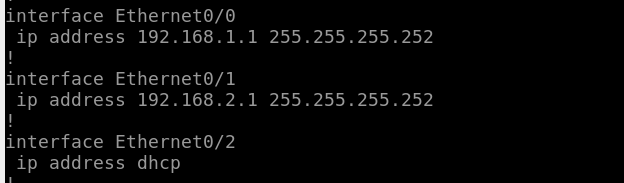 interface Ethernet0/0
 ip address 192.168.1.1 255.255.255.252
!
interface Ethernet0/1
 ip address 192.168.2.1 255.255.255.252
!
interface Ethernet0/2
 ip address dhcp